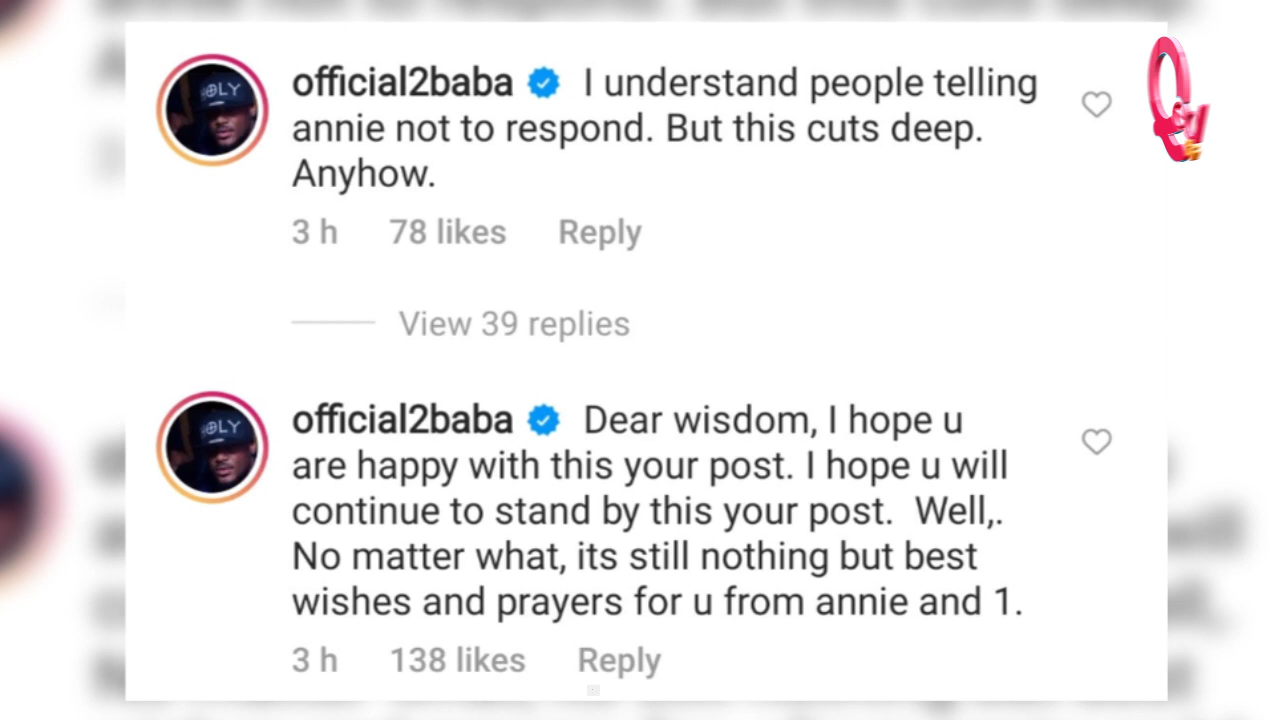 official2baba I understand people telling
annie not to respond. But this cuts deep.
Anyhow.
3 h 78 likes Reply
View 39 replies
official2baba Dear wisdom, I hope u
are happy with this your post. I hope u will
continue to stand by this your post.  Well,.
No matter what, its still nothing but best
wishes and prayers for u from annie and 1.
3 h 138 likes Reply